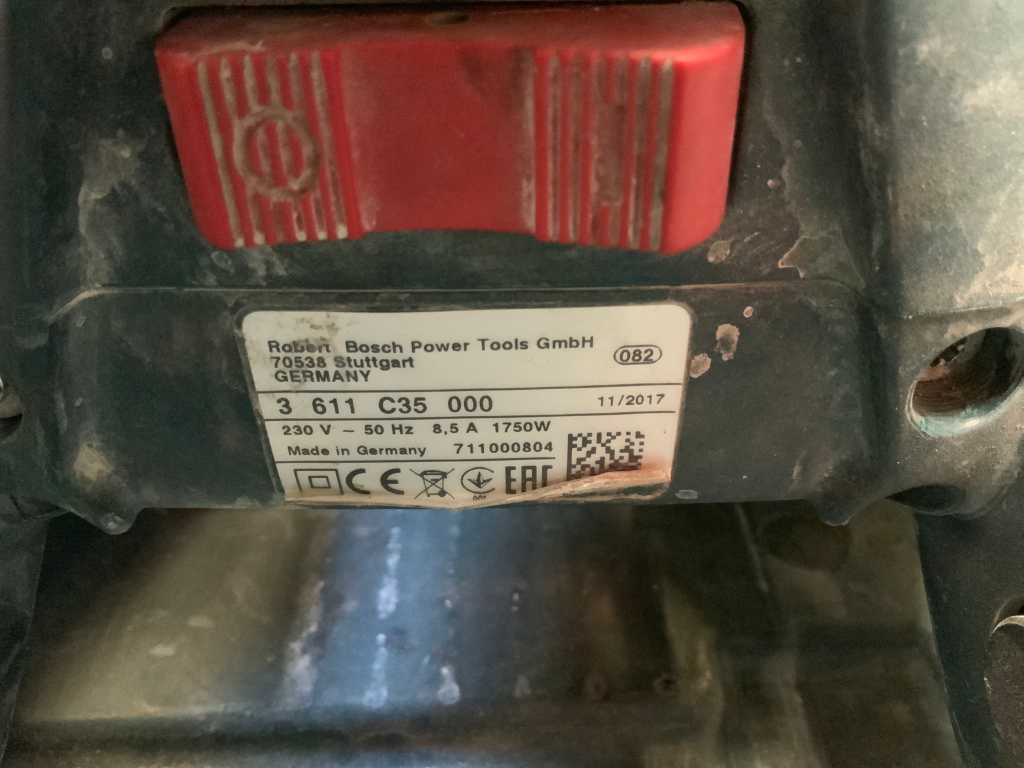 Robert Bosch Power Tools GmbH
70538 Stuttgart
GERMANY
082
3 611 C35 000
11/2017
230 V ~ 50 Hz 8,5 A 1750W
Made in Germany 711000804
CE EAC